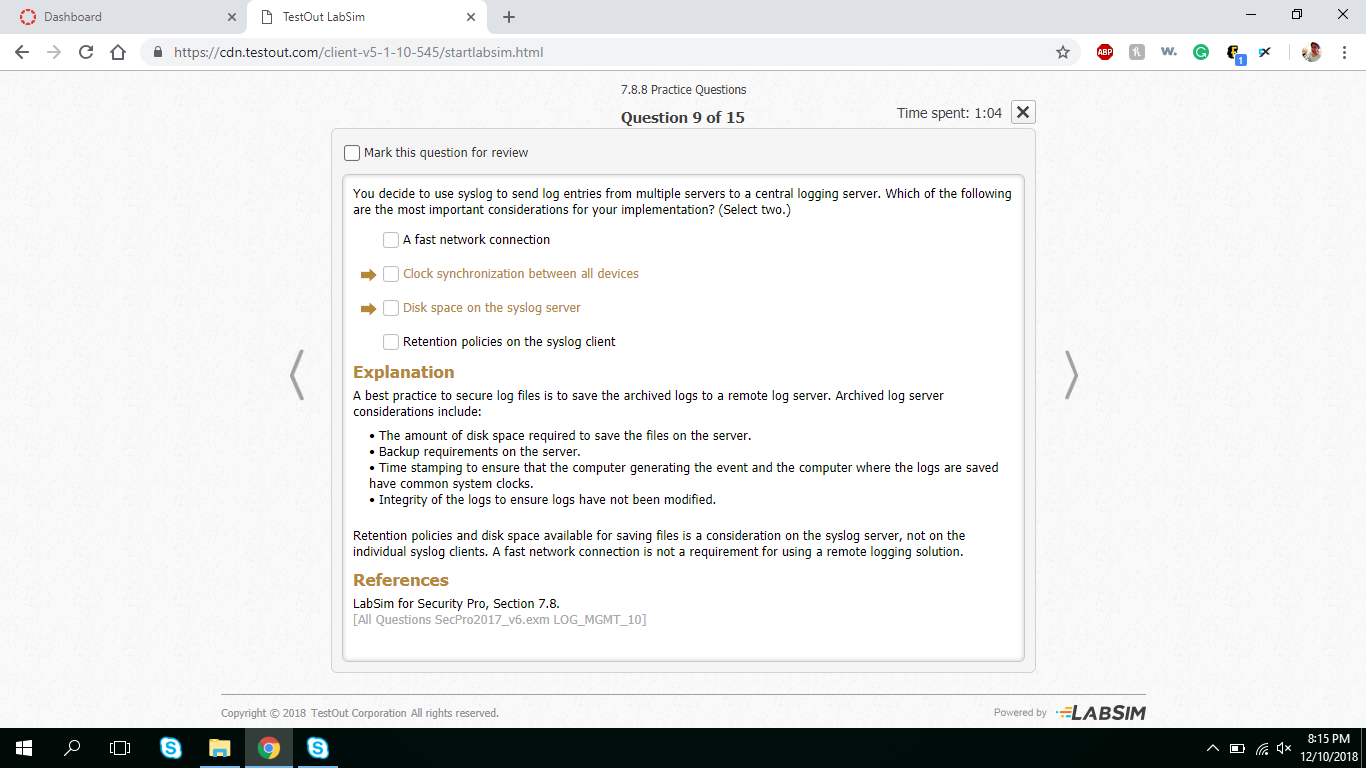 Dashboard
TestOut LabSim
https://cdn.testout.com/client-v5-1-10-545/startlabsim.html
ABP
w.
1
7.8.8 Practice Questions
Question 9 of 15
Time spent: 1:04
Mark this question for review
You decide to use syslog to send log entries from multiple servers to a central logging server. Which of the following
are the most important considerations for your implementation? (Select two.)
A fast network connection
Clock synchronization between all devices
Disk space on the syslog server
Retention policies on the syslog client
Explanation
A best practice to secure log files is to save the archived logs to a remote log server. Archived log server
considerations include:
• The amount of disk space required to save the files on the server.
• Backup requirements on the server.
• Time stamping to ensure that the computer generating the event and the computer where the logs are saved
have common system clocks.
• Integrity of the logs to ensure logs have not been modified.
Retention policies and disk space available for saving files is a consideration on the syslog server, not on the
individual syslog clients. A fast network connection is not a requirement for using a remote logging solution.
References
LabSim for Security Pro, Section 7.8.
[All Questions SecPro2017_v6.exm LOG_MGMT_10]
Copyright © 2018 TestOut Corporation All rights reserved.
Powered by LABSIM
8:15 PM
12/10/2018